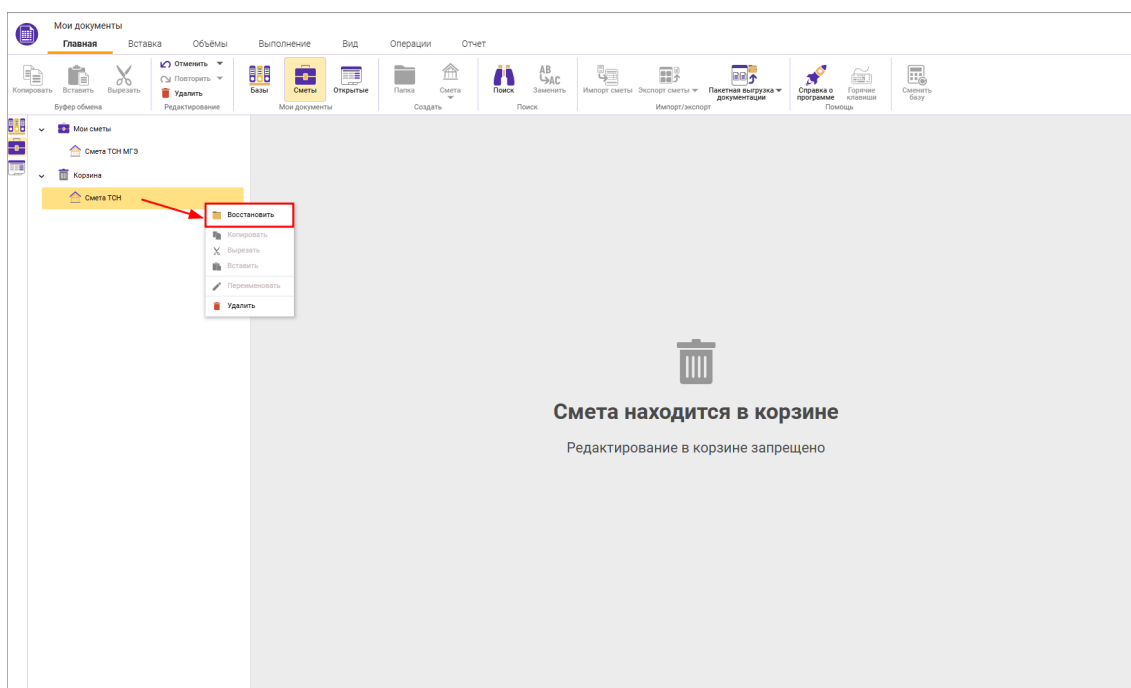 Мои документы
Главная Вставка Объёмы Выполнение Вид Операции Отчет
Копировать Вставить Вырезать
Буфер обмена
Отменить
Повторить
Удалить
Редактирование
Базы Сметы Открытые
Мои документы
Папка Смета
Создать
AB
AC
Поиск Заменить
Поиск
Импорт сметы Экспорт сметы Пакетная выгрузка
документации
Импорт/экспорт
Справка о
программе
Горячие
клавиши
Помощь
Сменить
базу
Мои сметы
Смета ТСН МГЭ
Корзина
Смета ТСН
Восстановить
Копировать
Вырезать
Вставить
Переименовать
Удалить
Смета находится в корзине
Редактирование в корзине запрещено